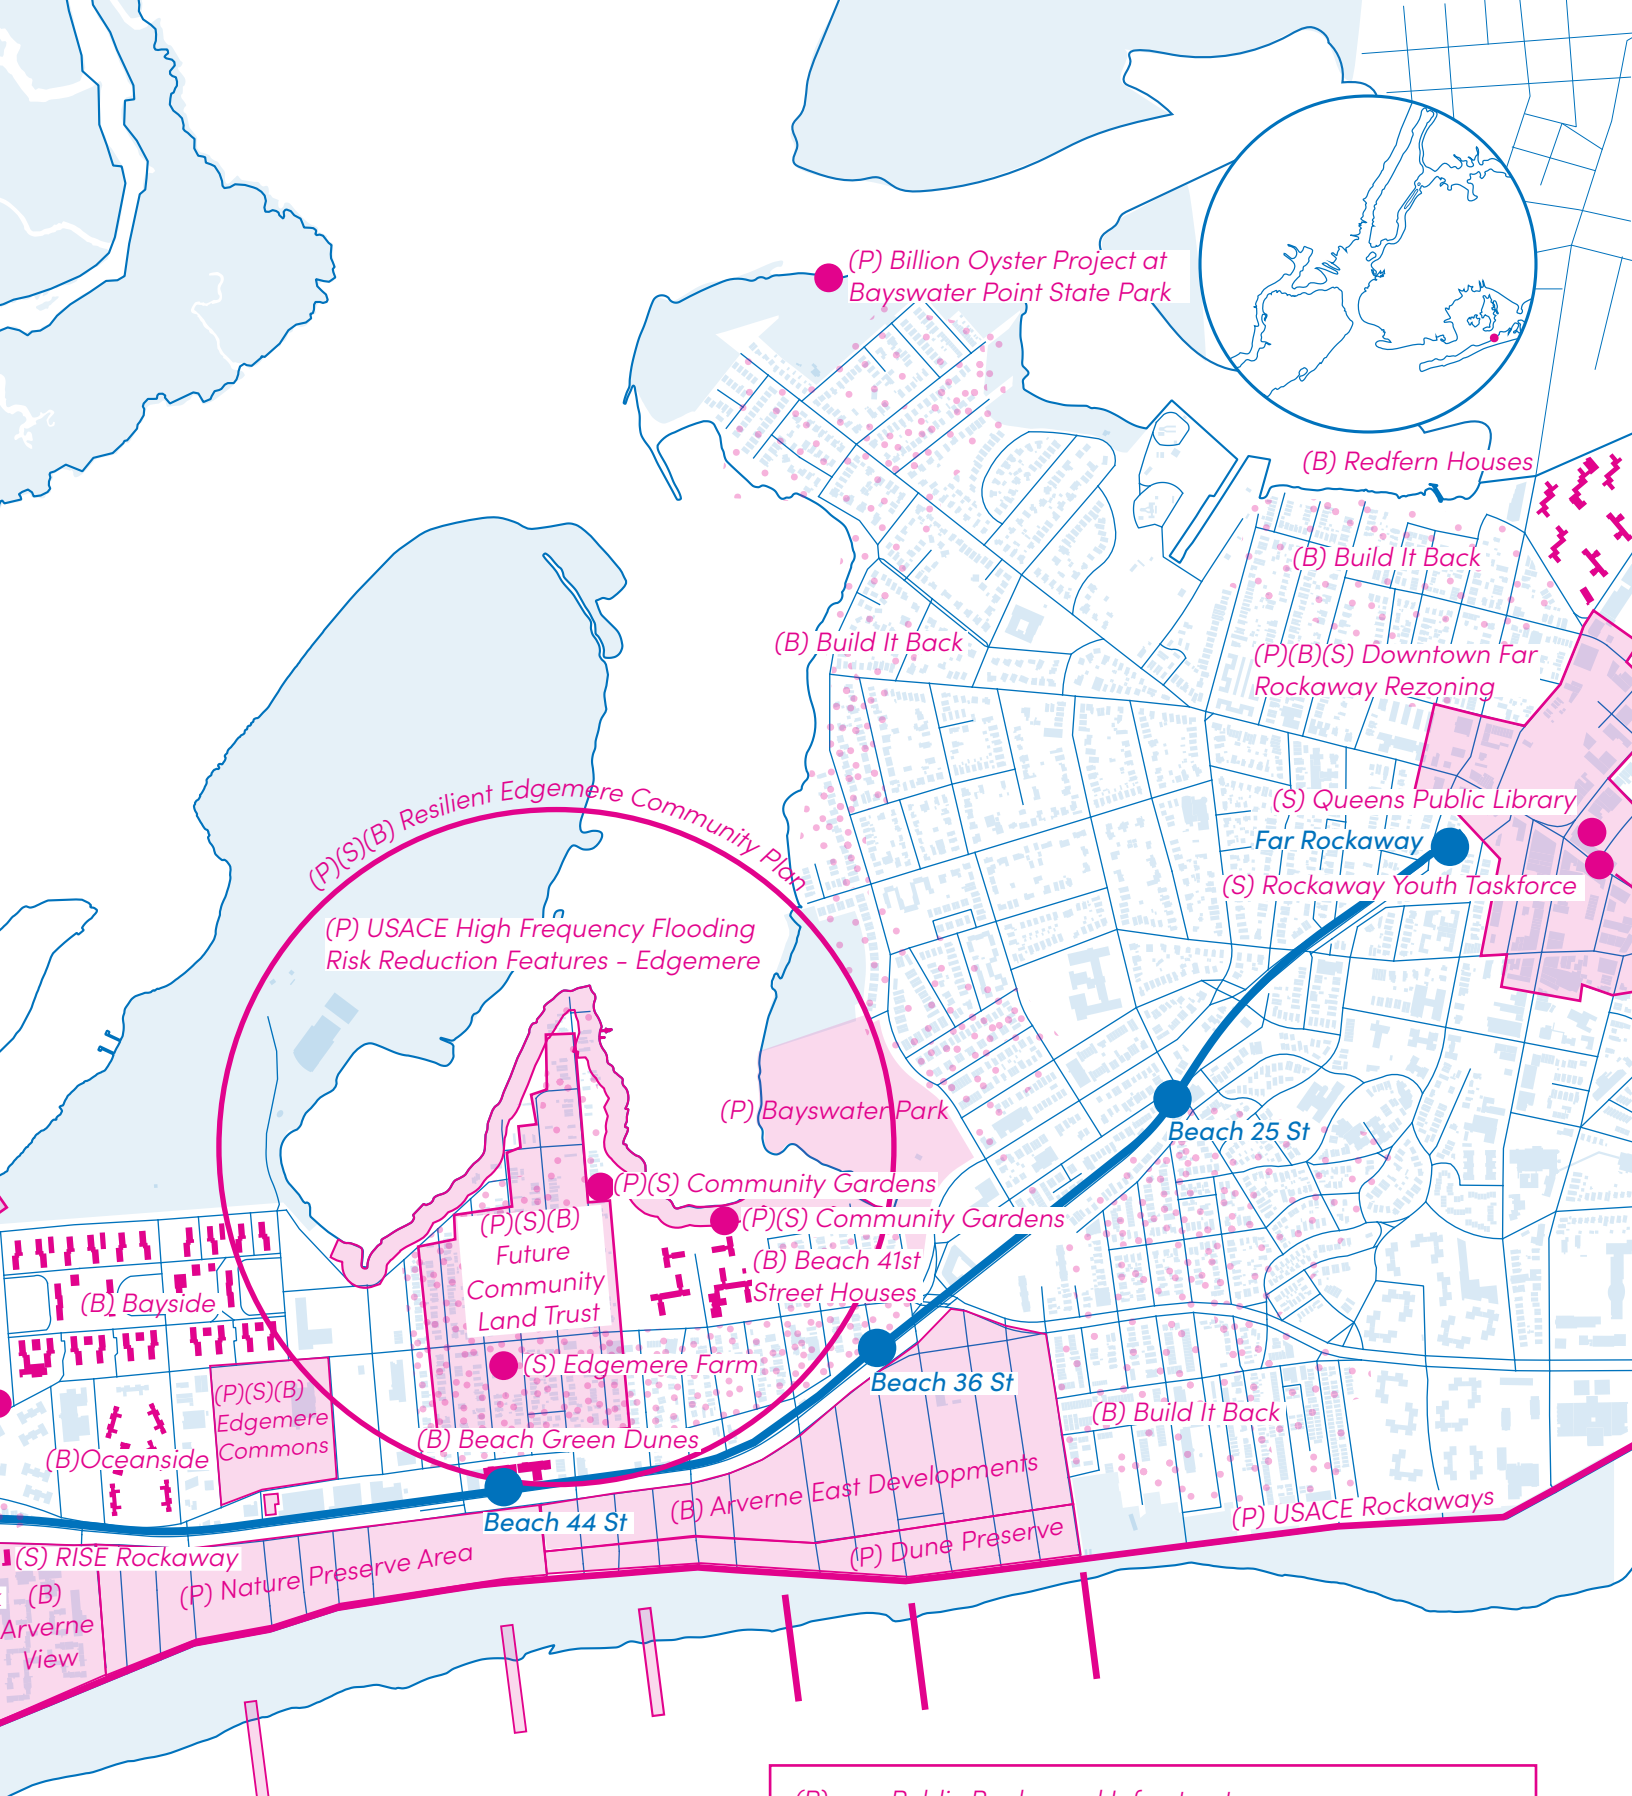 (P) Billion Oyster Project at
Bayswater Point State Park
(B) Redfern Houses
(B) Build It Back
(B) Build It Back
(P)(B)(S) Downtown Far
Rockaway Rezoning
(P)(S)(B) Resilient Edgemere Community Plan
(S) Queens Public Library
Far Rockaway
(S) Rockaway Youth Taskforce
(P) USACE High Frequency Flooding
Risk Reduction Features - Edgemere
(P) Bayswater Park
Beach 25 St
(P)(S) Community Gardens
(P)(S) Community Gardens
(P)(S)(B)
Future
Community
Land Trust
(B) Beach 41st
Street Houses
(B) Bayside
(S) Edgemere Farm
Beach 36 St
(P)(S)(B)
Edgemere
Commons
(B) Build It Back
(B) Beach Green Dunes
(B)Oceanside
(B) Arverne East Developments
Beach 44 St
(P) USACE Rockaways
(P) Dune Preserve
(S) RISE Rockaway
(P) Nature Preserve Area
(B)
Arverne
View